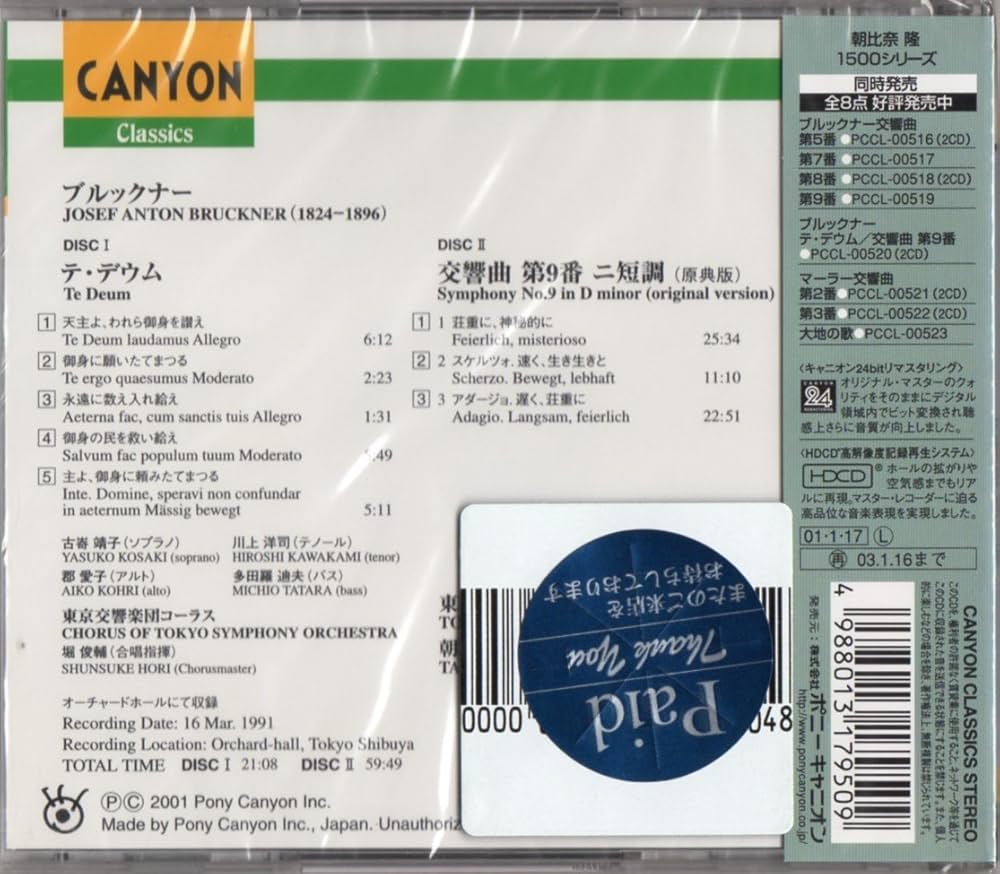 CANYON
Classics
ブルックナー
JOSEF ANTON BRUCKNER (1824−1896)
DISC Ⅰ
テ・デウム
Te Deum
1 天主よ、われら御身を讃え
Te Deum laudamus Allegro 6:12
2 御身に願いたてまつる
Te ergo quaesumus Moderato 2:23
3 永遠に数え入れ給え
Aeterna fac, cum sanctis tuis Allegro 1:31
4 御身の民を救い給え
Salvum fac populum tuum Moderato :49
5 主よ、御身に頼みたてまつる
Inte. Domine, speravi non confundar
in aeternum Mässig bewegt 5:11
古嵜 靖子(ソプラノ) 川上 洋司(テノール)
YASUKO KOSAKI (soprano) HIROSHI KAWAKAMI (tenor)
郡 愛子(アルト) 多田羅 迪夫(バス)
AIKO KOHRI (alto) MICHIO TATARA (bass)
東京交響楽団コーラス
CHORUS OF TOKYO SYMPHONY ORCHESTRA
堀 俊輔(合唱指揮)
SHUNSUKE HORI (Chorusmaster)
オーチャードホールにて収録
Recording Date: 16 Mar. 1991
Recording Location: Orchard-hall, Tokyo Shibuya
TOTAL TIME DISC Ⅰ 21:08 DISC Ⅱ 59:49
ⓅⒸ 2001 Pony Canyon Inc.
Made by Pony Canyon Inc., Japan. Unauthoriz
DISC Ⅱ
交響曲 第9番 ニ短調 (原典版)
Symphony No.9 in D minor (original version)
1 1 荘重に、神秘的に
Feierlich, misterioso 25:34
2 2 スケルツォ. 速く、生き生きと
Scherzo. Bewegt, lebhaft 11:10
3 3 アダージョ. 遅く、荘重に
Adagio. Langsam, feierlich 22:51
東
TO
朝
TA
Paid
Thank You
またのご来店を
お待ちしております
0000
048
朝比奈 隆
1500シリーズ
同時発売
全8点 好評発売中
ブルックナー交響曲
第5番●PCCL-00516(2CD)
第7番●PCCL-00517
第8番●PCCL-00518(2CD)
第9番●PCCL-00519
ブルックナー
テ・デウム/交響曲 第9番
●PCCL-00520(2CD)
マーラー交響曲
第2番●PCCL-00521(2CD)
第3番●PCCL-00522(2CD)
大地の歌●PCCL-00523
〈キャニオン24bitリマスタリング〉
CANYON
24
オリジナル・マスターのクォ
リティをそのままにデジタル
領域内でビット変換され聴
感上さらに音質が向上しました。
〈HDCD®高解像度記録再生システム〉
HDCD® ホールの拡がりや
空気感までもリア
ルに再現。マスター・レコーダーに迫る
高品位な音楽表現を実現しました。
01・1・17 Ⓛ
再 03.1.16まで
4 988013 179509
発売元:株式会社 ポニーキャニオン
http://www.ponycanyon.co.jp/
CANYON CLASSICS STEREO